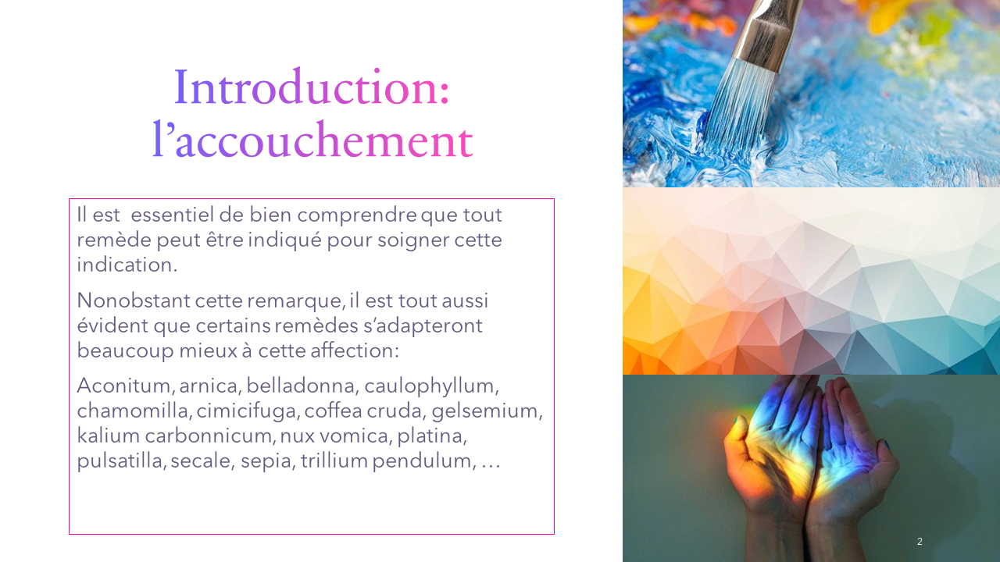 Introduction:
l’accouchement
Il est  essentiel de bien comprendre que tout
remède peut être indiqué pour soigner cette
indication.
Nonobstant cette remarque, il est tout aussi
évident que certains remèdes s’adapteront
beaucoup mieux à cette affection:
Aconitum, arnica, belladonna, caulophyllum,
chamomilla, cimicifuga, coffea cruda, gelsemium,
kalium carbonnicum, nux vomica, platina,
pulsatilla, secale, sepia, trillium pendulum, …
2